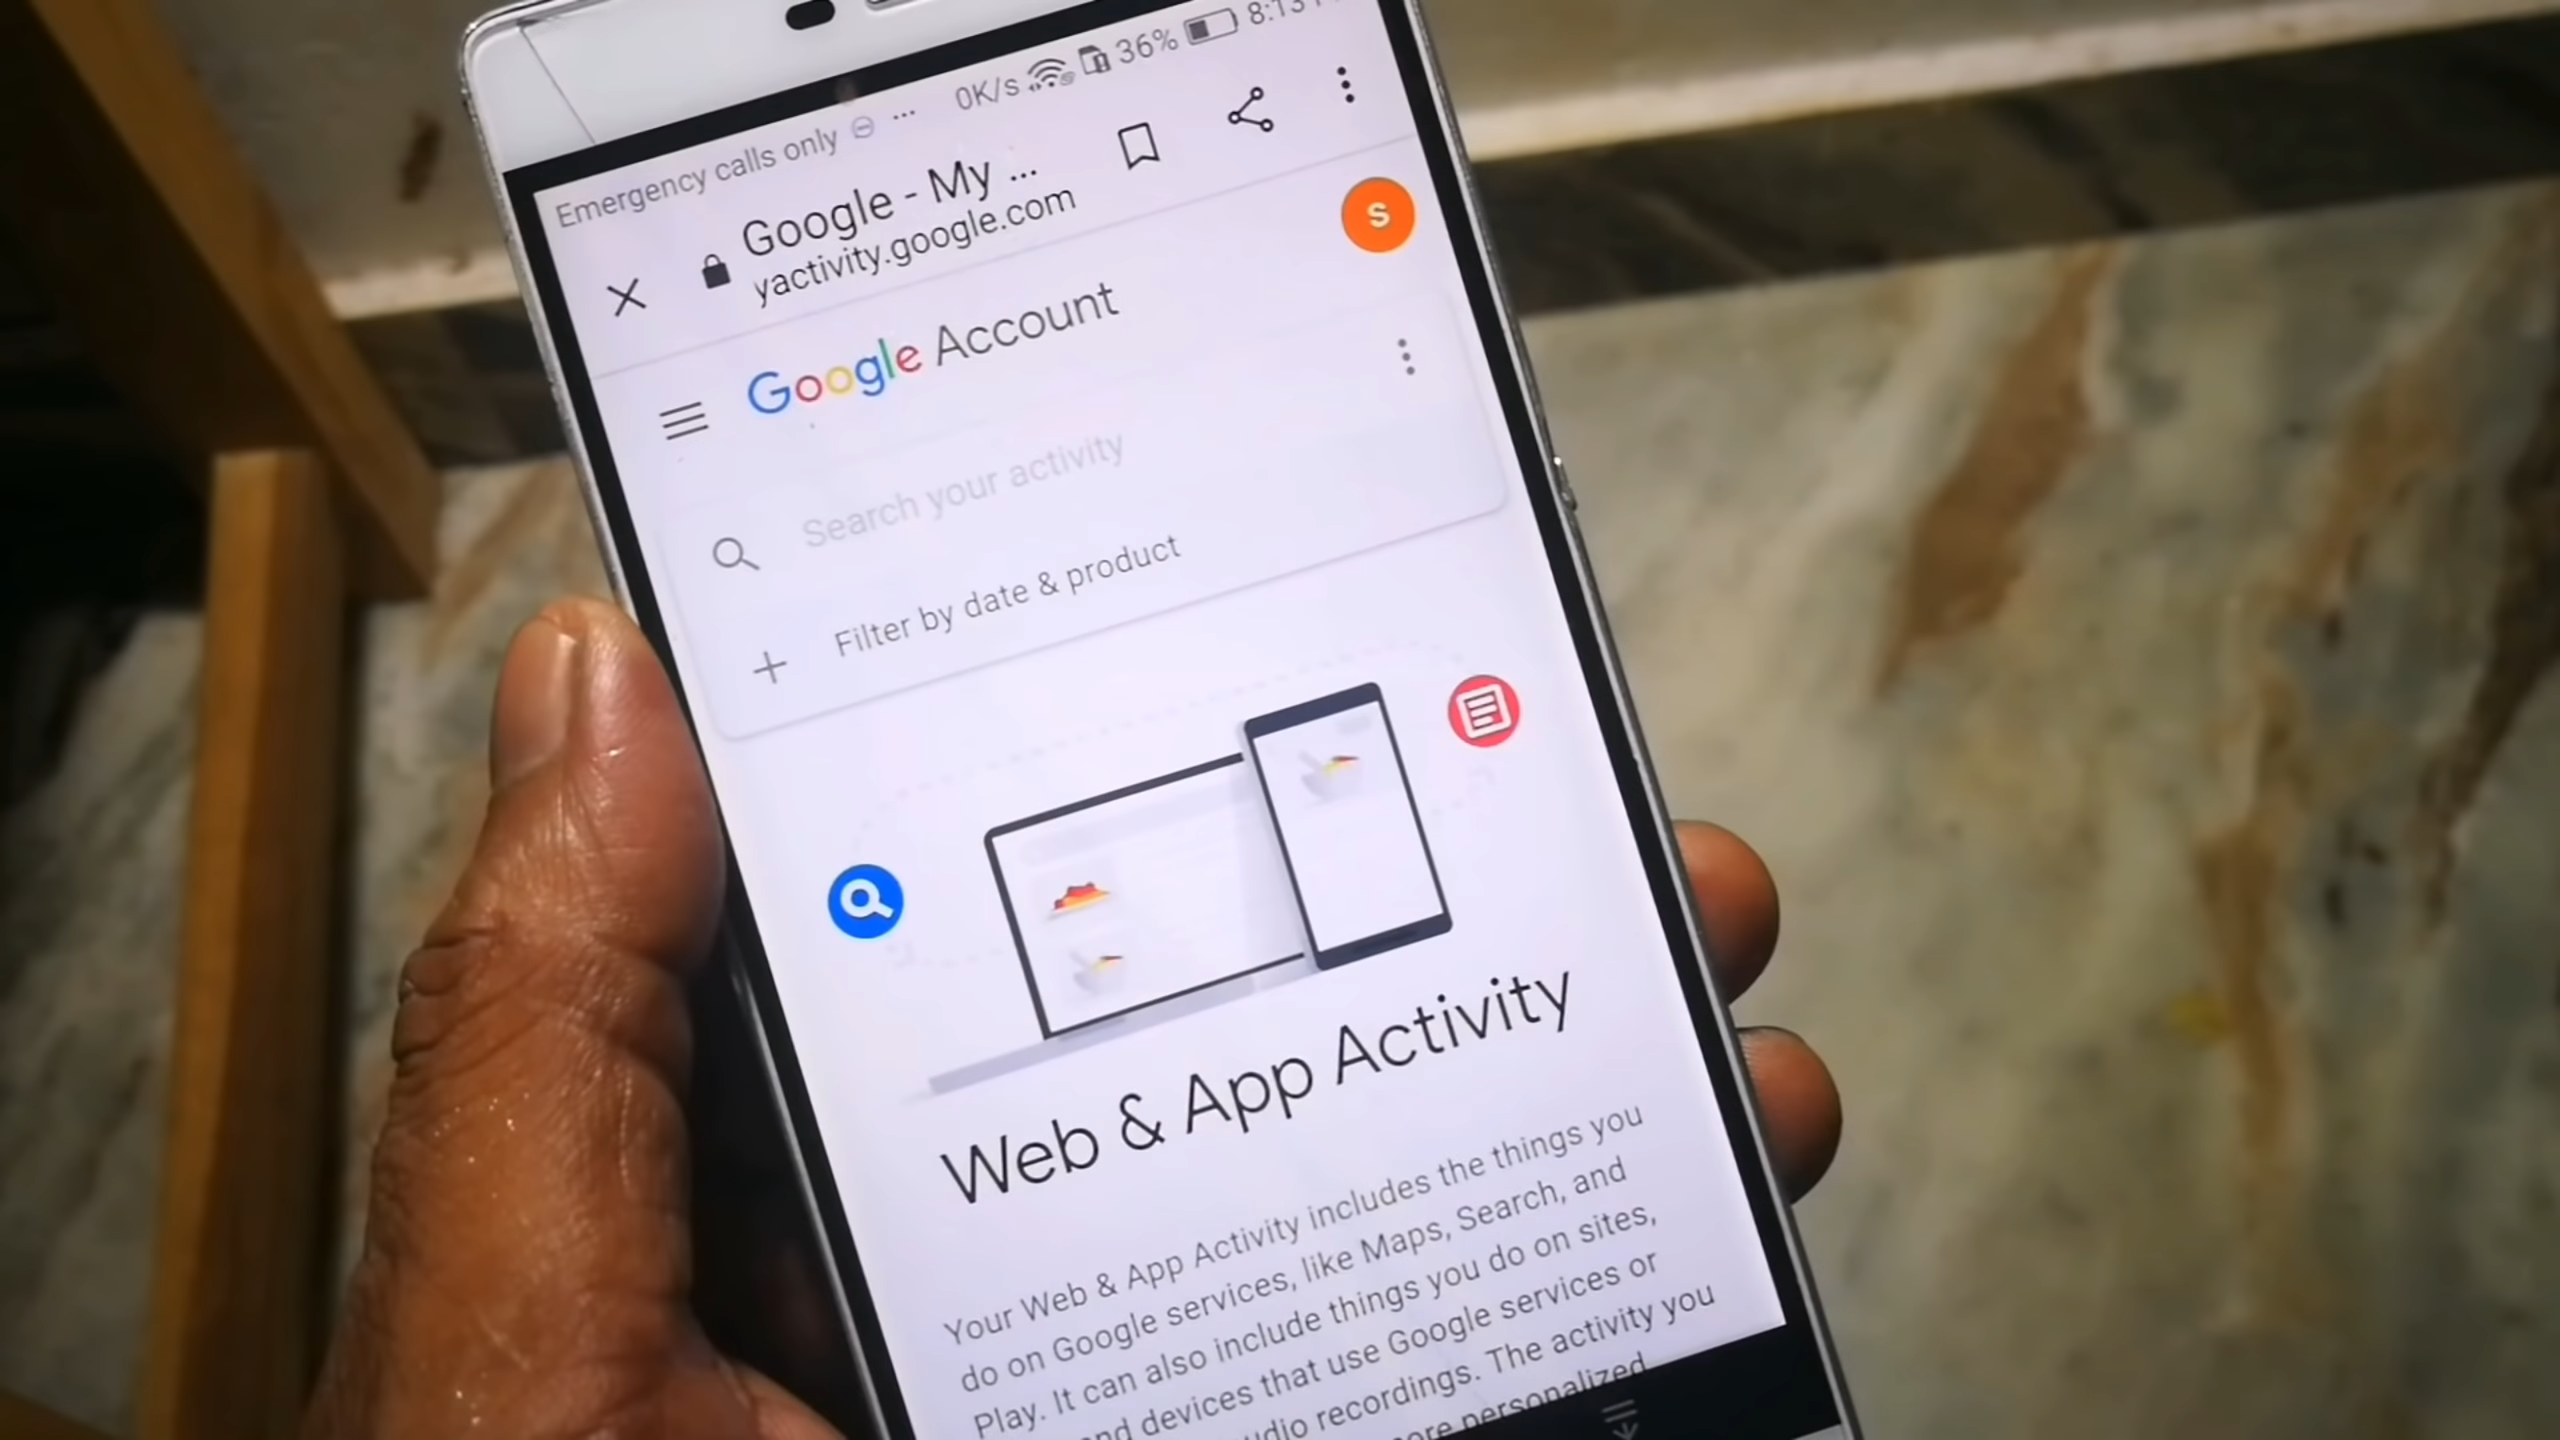 Emergency calls only ... 0K/s 36% 8:13
Google - My ...
yactivity.google.com
S
Google Account
Search your activity
Filter by date & product
Web & App Activity
Your Web & App Activity includes the things you
do on Google services, like Maps, Search, and
Play. It can also include things you do on sites,
devices that use Google services or
recordings. The activity you
personalized